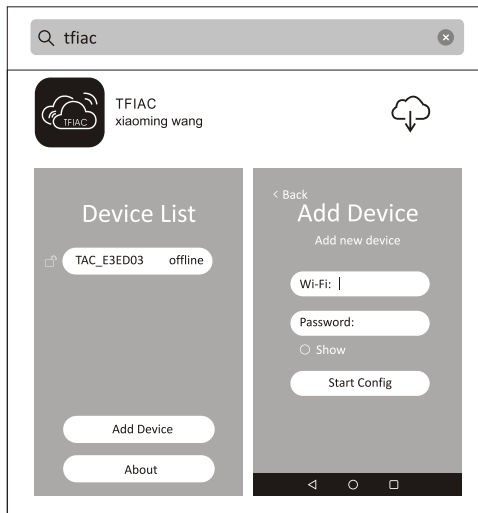 tfiac
TFIAC
TFIAC
xiaoming wang
Device List
TAC_E3ED03 offline
Add Device
About
< Back
Add Device
Add new device
Wi-Fi:
Password:
Show
Start Config